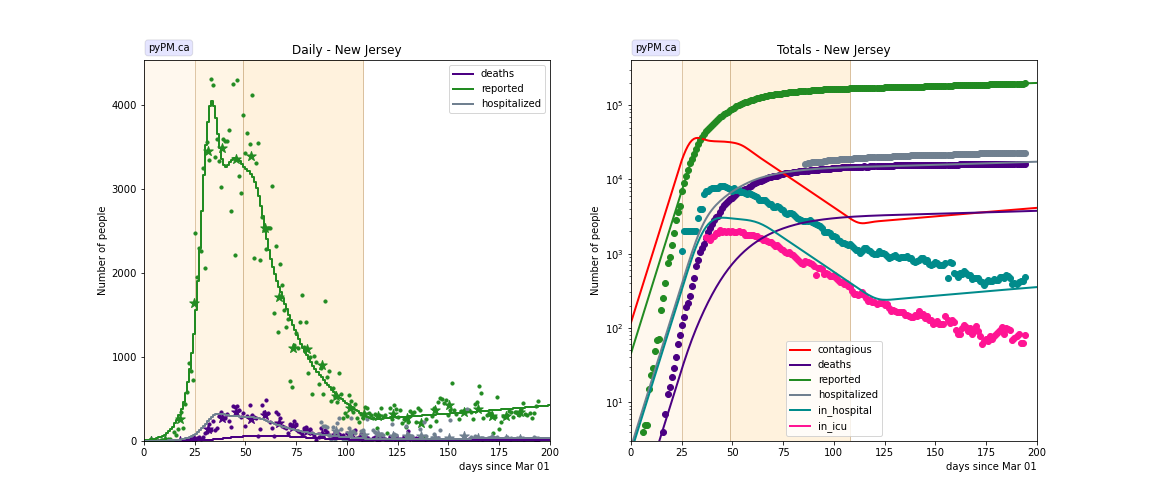 pyPM.ca
Daily - New Jersey
Number of people
4000
3000
2000
1000
0
0
25
50
75
100
125
150
175
200
days since Mar 01
deaths
reported
hospitalized
pyPM.ca
Totals - New Jersey
Number of people
10^5
10^4
10^3
10^2
10^1
0
25
50
75
100
125
150
175
200
days since Mar 01
contagious
deaths
reported
hospitalized
in_hospital
in_icu